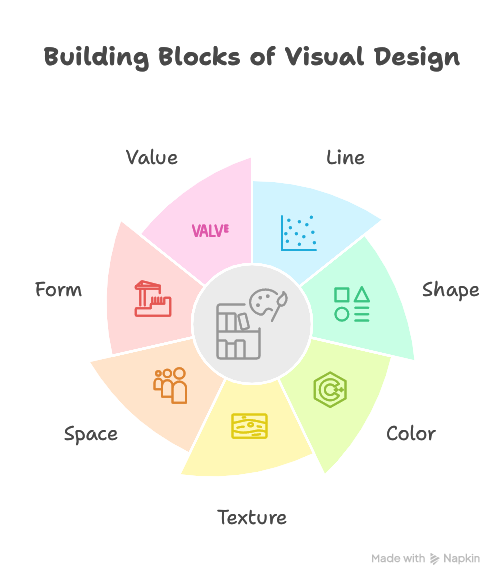 Building Blocks of Visual Design
Value
Line
VALVE
Form
Shape
Space
Color
Texture
Made with Napkin